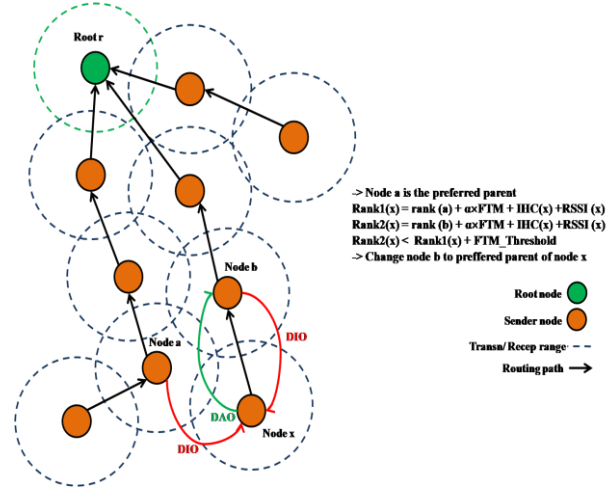 Root r
-> Node a is the preferred parent
Rank1(x) = rank (a) + α×FTM + IHC(x) +RSSI (x)
Rank2(x) = rank (b) + α×FTM + IHC(x) +RSSI (x)
Rank2(x) < Rank1(x) + FTM_Threshold
-> Change node b to preffered parent of node x
Node b
Root node
Sender node
Node a
DIO
Transn/ Recep range
Routing path
DAO
Node x
DIO